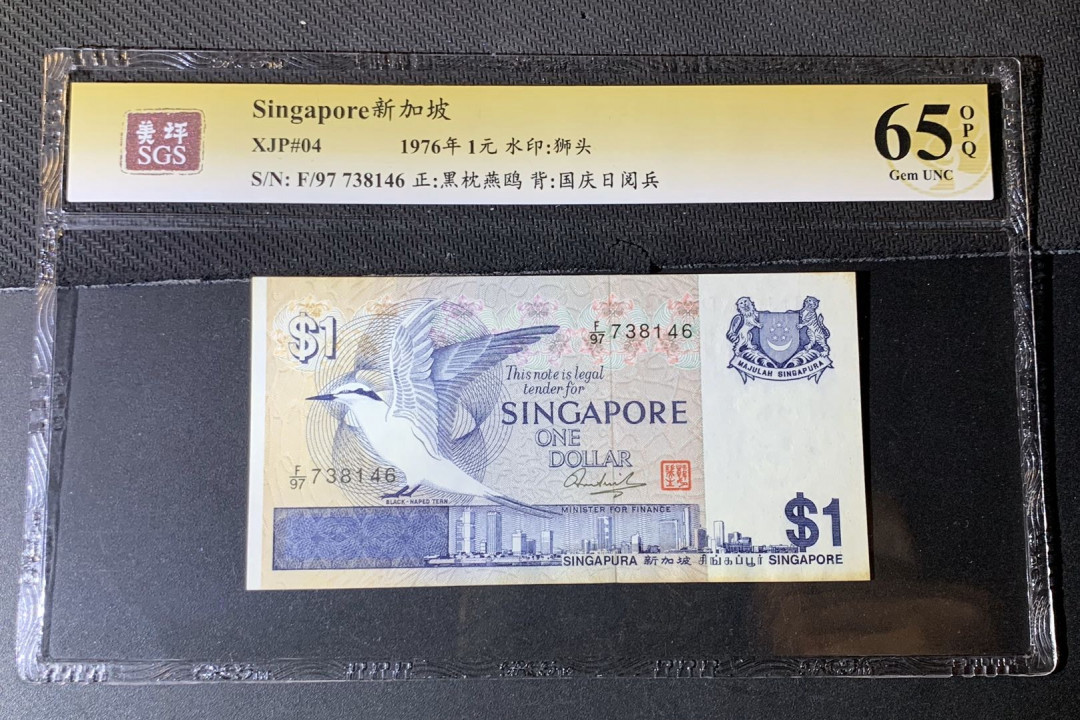 美评
SGS
Singapore新加坡
XJP#04 1976年 1元 水印:狮头
S/N: F/97 738146 正:黑枕燕鸥 背:国庆日阅兵
65
OPQ
Gem UNC
$1
F/97 738146
MAJULAH SINGAPURA
This note is legal
tender for
SINGAPORE
ONE
DOLLAR
F/97 738146
BLACK-NAPED TERN
MINISTER FOR FINANCE
$1
SINGAPURA 新加坡 சிங்கப்பூர் SINGAPORE